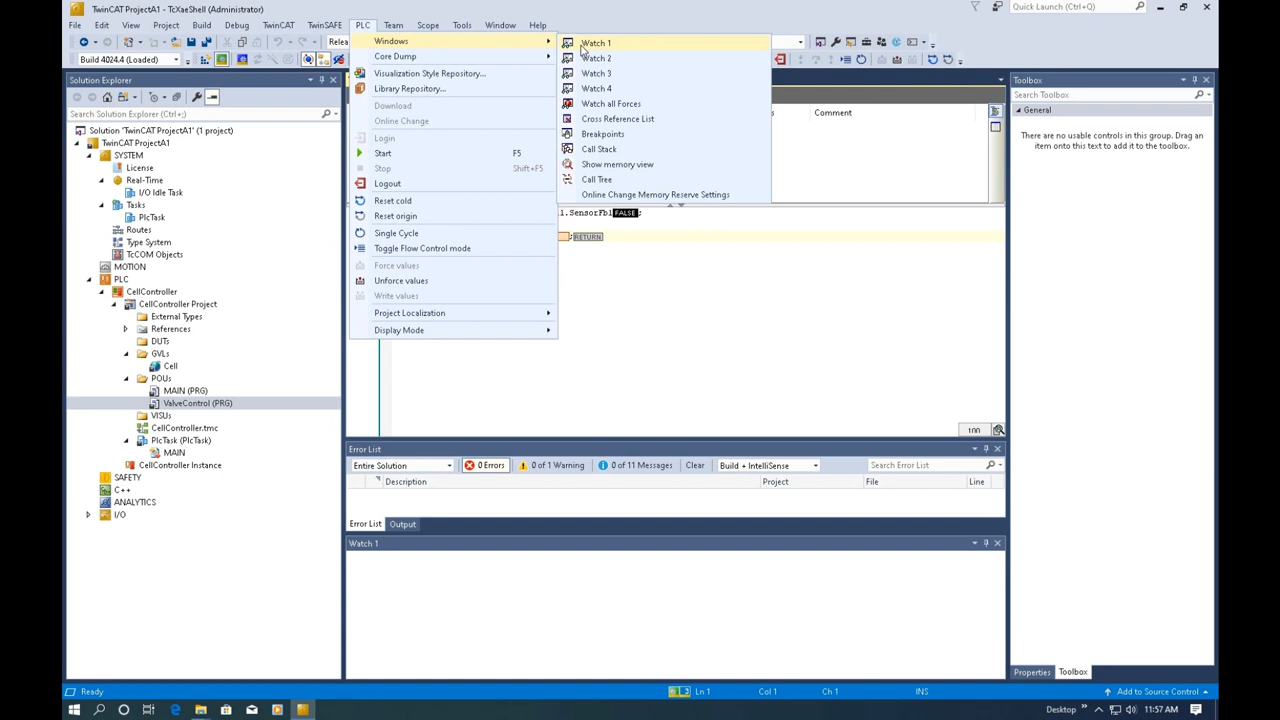 TwinCAT ProjectA1 - TcXaeShell (Administrator)
Quick Launch (Ctrl+Q)
File Edit View Project Build Debug TwinCAT TwinSAFE PLC Team Scope Tools Window Help
Relea
Build 4024.4 (Loaded)
Solution Explorer
Search Solution Explorer (Ctrl+;)
Solution 'TwinCAT ProjectA1' (1 project)
TwinCAT ProjectA1
SYSTEM
License
Real-Time
I/O Idle Task
Tasks
PlcTask
Routes
Type System
TcCOM Objects
MOTION
PLC
CellController
CellController Project
External Types
References
DUTs
GVLs
Cell
POUs
MAIN (PRG)
ValveControl (PRG)
VISUs
CellController.tmc
PlcTask (PlcTask)
MAIN
CellController Instance
SAFETY
C++
ANALYTICS
I/O
Windows
Core Dump
Visualization Style Repository...
Library Repository...
Download
Online Change
Login
Start F5
Stop Shift+F5
Logout
Reset cold
Reset origin
Single Cycle
Toggle Flow Control mode
Force values
Unforce values
Write values
Project Localization
Display Mode
Watch 1
Watch 2
Watch 3
Watch 4
Watch all Forces
Cross Reference List
Breakpoints
Call Stack
Show memory view
Call Tree
Online Change Memory Reserve Settings
s Comment
1.SensorFb1 FALSE ;
; RETURN
100
Error List
Entire Solution 0 Errors 0 of 1 Warning 0 of 11 Messages Clear Build + IntelliSense Search Error List
Description Project File Line
Error List Output
Watch 1
Toolbox
Search Toolbox
General
There are no usable controls in this group. Drag an
item onto this text to add it to the toolbox.
Properties Toolbox
Ready 3 Ln 1 Col 1 Ch 1 INS Add to Source Control
Desktop 11:57 AM